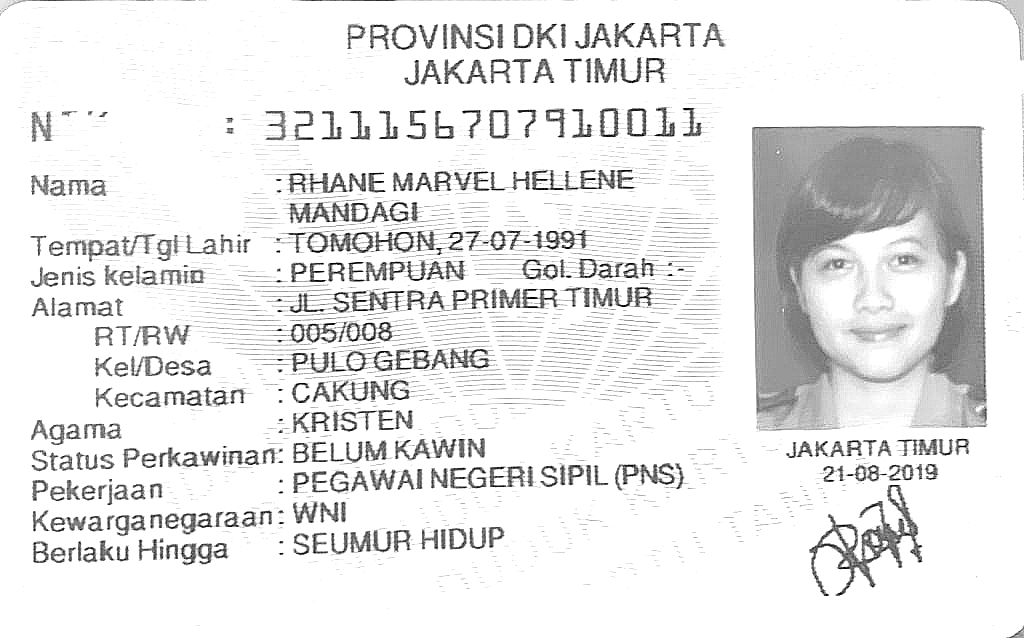 PROVINSI DKI JAKARTA
JAKARTA TIMUR
: 3211156707910011
Nama : RHANE MARVEL HELLENE
MANDAGI
Tempat/Tgl Lahir : TOMOHON, 27-07-1991
Jenis kelamin : PEREMPUAN Gol. Darah :-
Alamat : JL. SENTRA PRIMER TIMUR
RT/RW : 005/008
Kel/Desa : PULO GEBANG
Kecamatan : CAKUNG
Agama : KRISTEN
Status Perkawinan: BELUM KAWIN
Pekerjaan : PEGAWAI NEGERI SIPIL (PNS)
Kewarganegaraan: WNI
Berlaku Hingga : SEUMUR HIDUP
JAKARTA TIMUR
21-08-2019